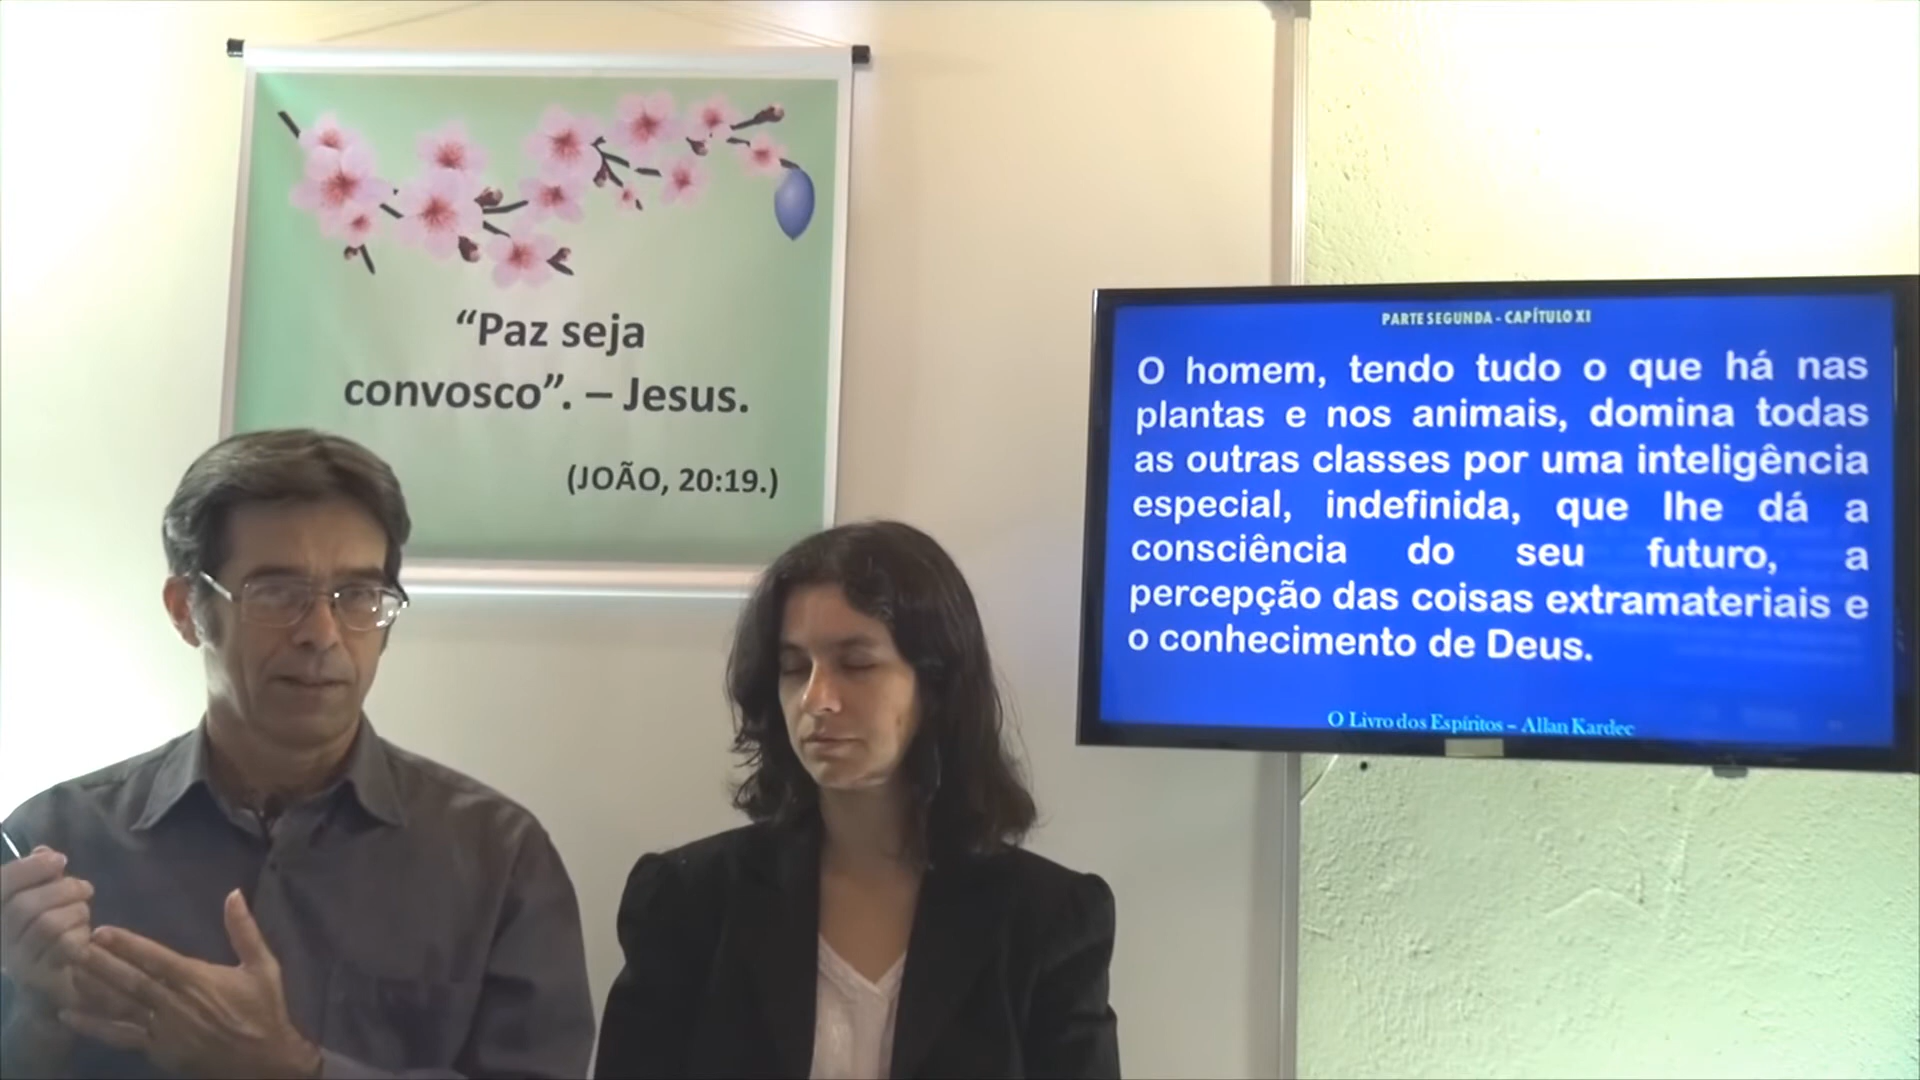 “Paz seja
convosco”. – Jesus.
(JOÃO, 20:19.)
PARTE SEGUNDA - CAPÍTULO XI
O homem, tendo tudo o que há nas
plantas e nos animais, domina todas
as outras classes por uma inteligência
especial, indefinida, que lhe dá a
consciência do seu futuro, a
percepção das coisas extramateriais e
o conhecimento de Deus.
O Livro dos Espíritos – Allan Kardec